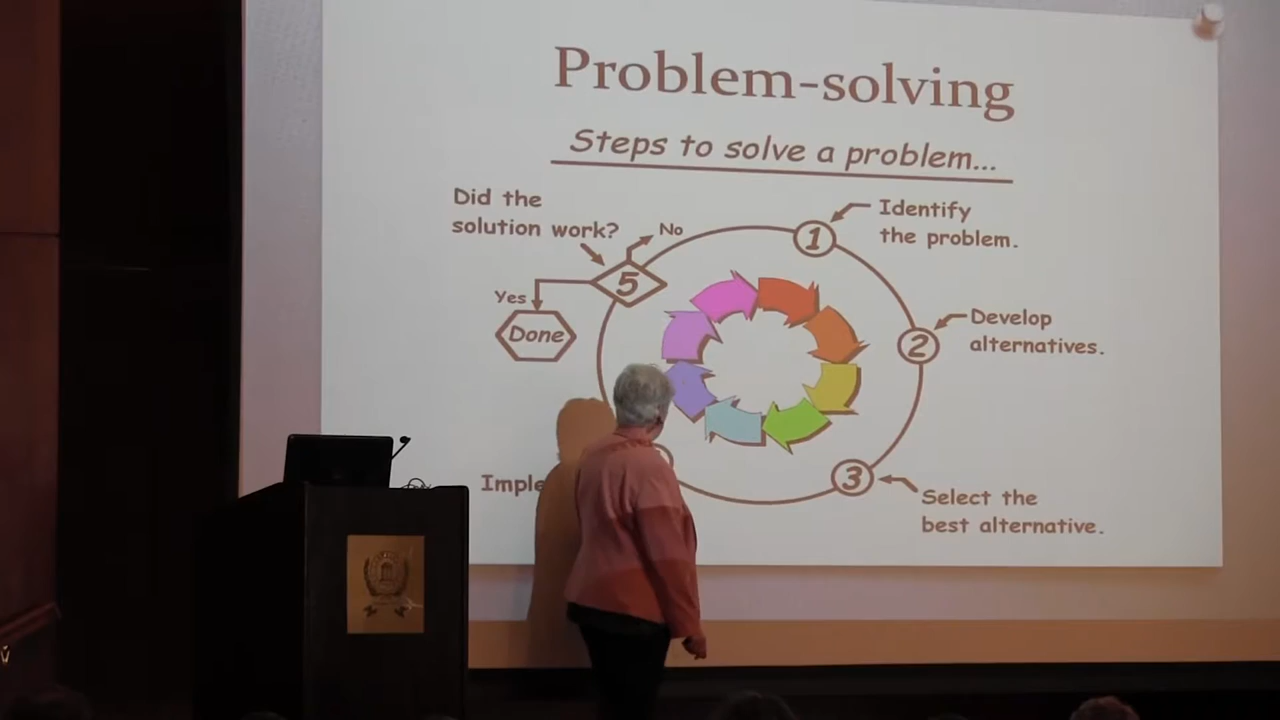 Problem-solving
Steps to solve a problem...
Did the
solution work?
No
5
Yes
Done
1
Identify
the problem.
2
Develop
alternatives.
3
Select the
best alternative.